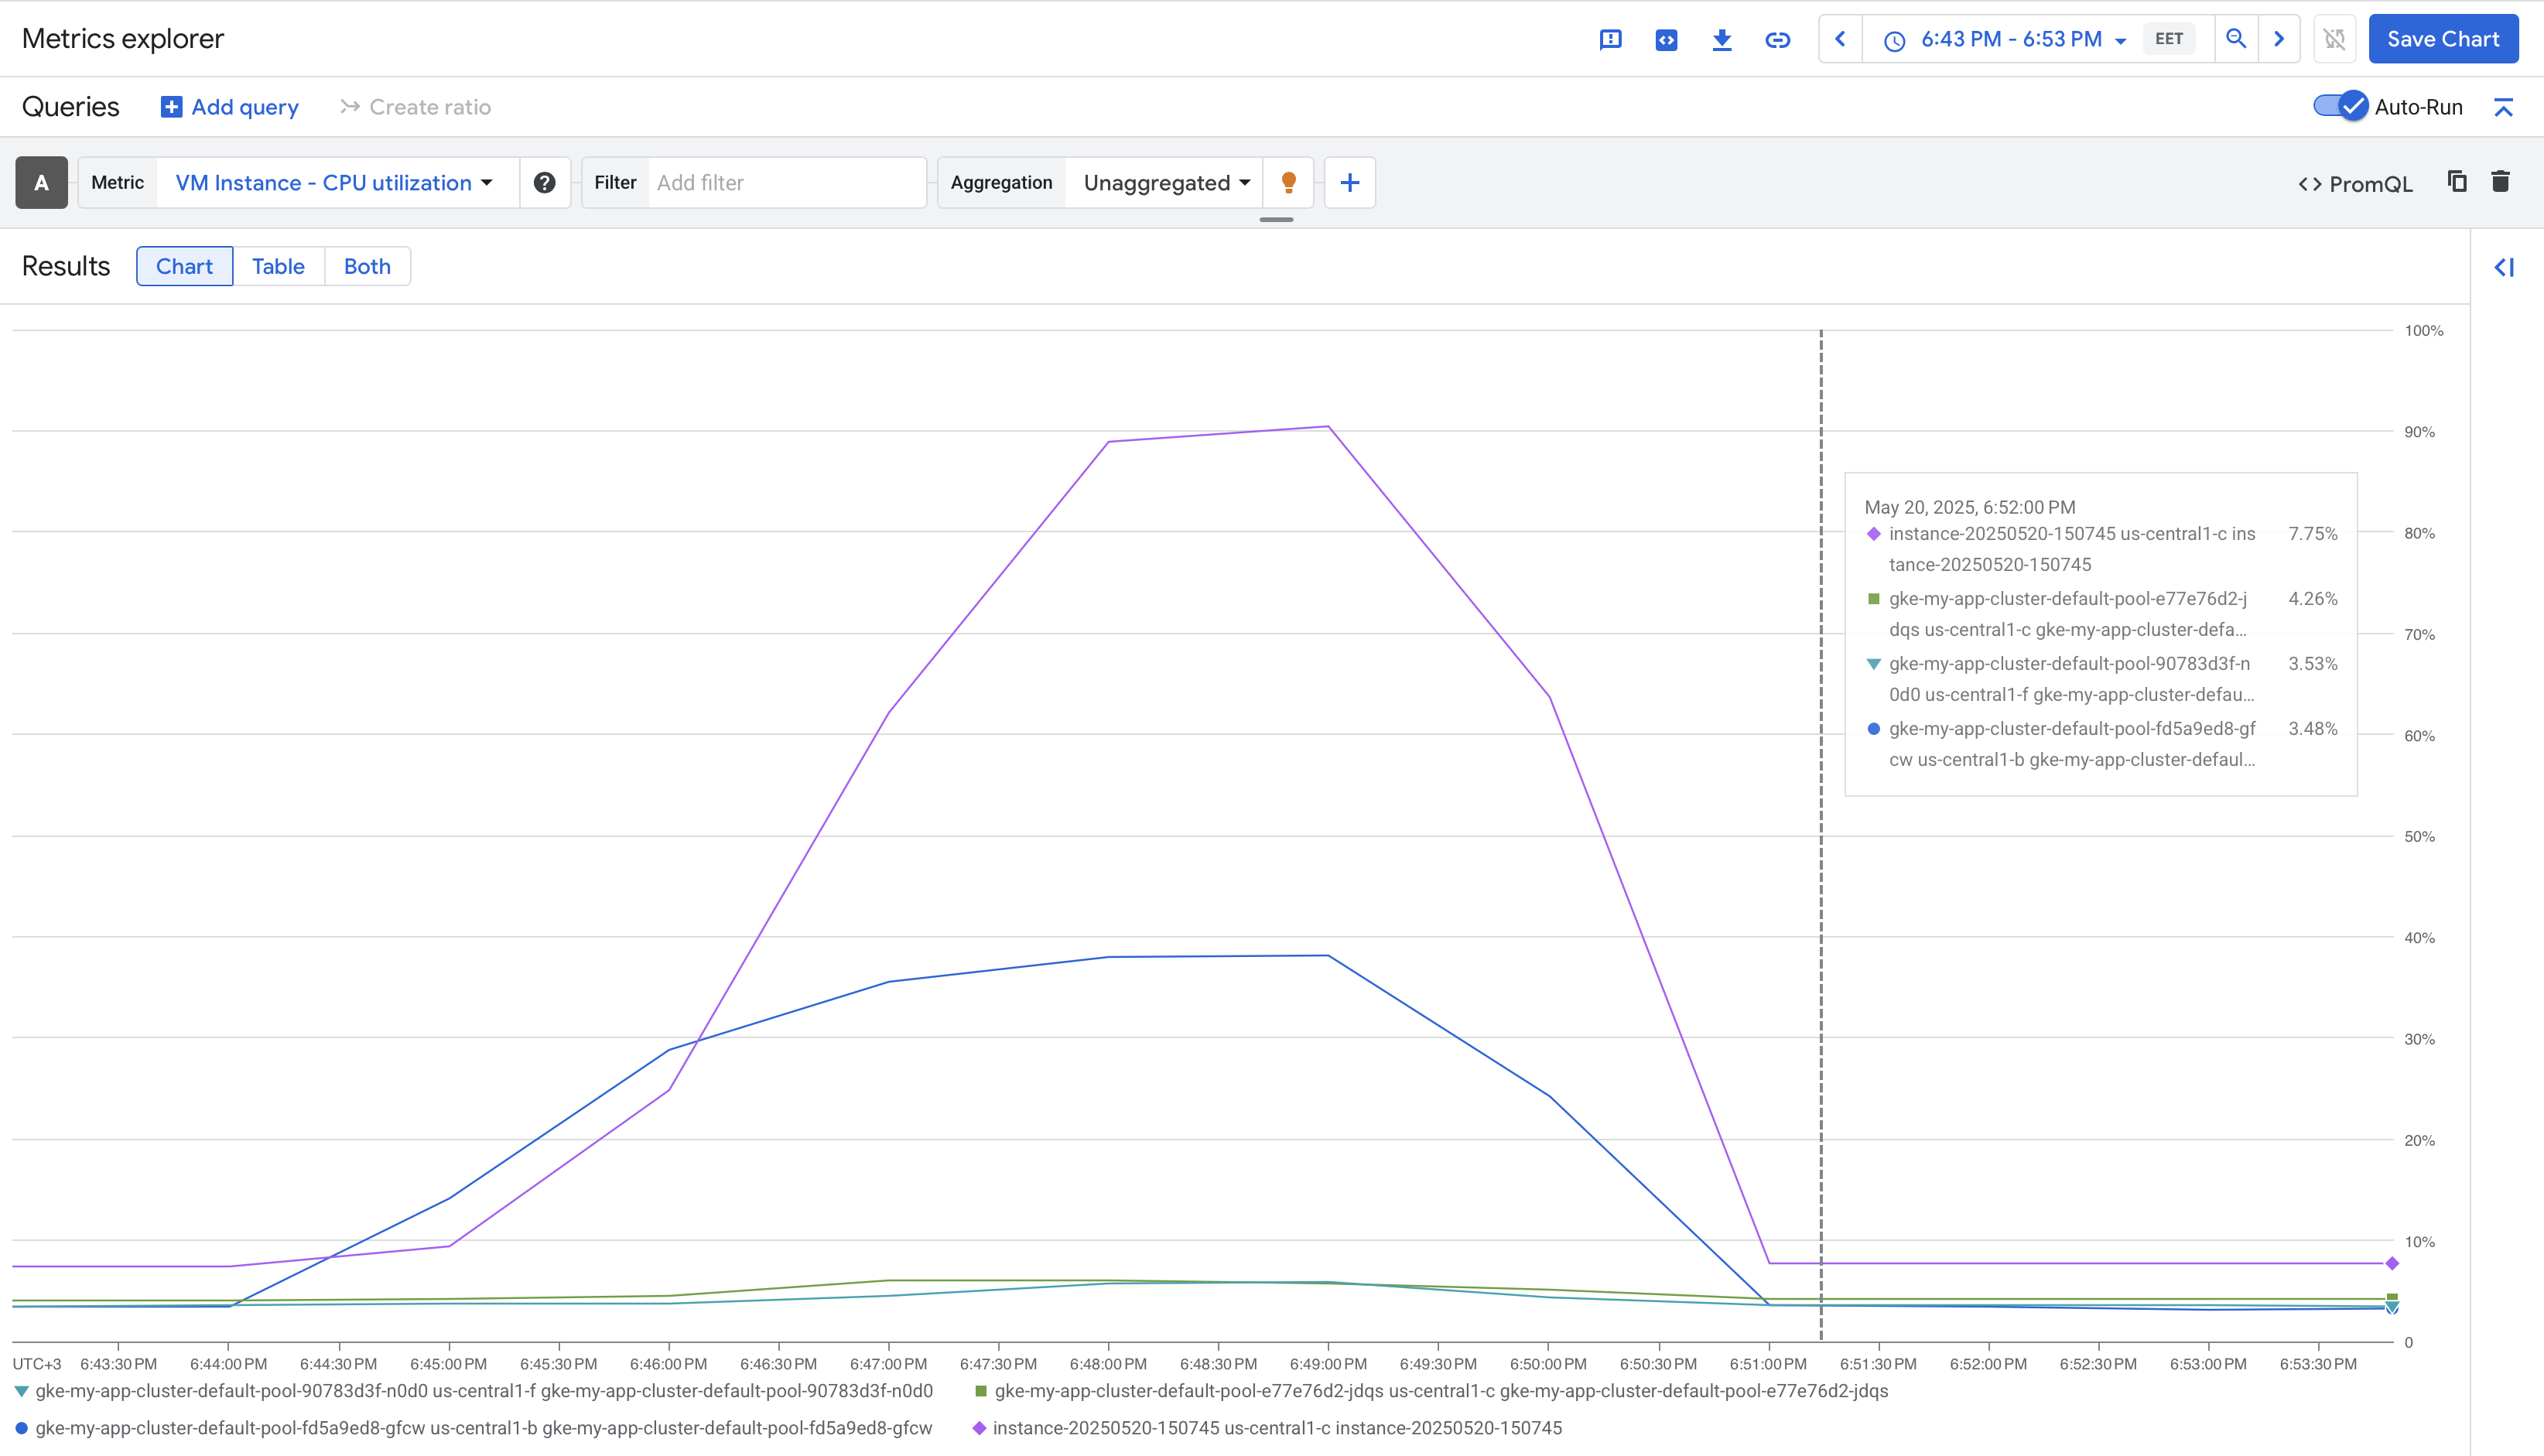 Metrics explorer
6:43 PM - 6:53 PM EET
Save Chart
Queries Add query Create ratio
Auto-Run
A Metric VM Instance - CPU utilization Filter Add filter Aggregation Unaggregated
PromQL
Results Chart Table Both
100%
90%
80%
70%
60%
50%
40%
30%
20%
10%
0
May 20, 2025, 6:52:00 PM
instance-20250520-150745 us-central1-c ins 7.75%
tance-20250520-150745
gke-my-app-cluster-default-pool-e77e76d2-j 4.26%
dqs us-central1-c gke-my-app-cluster-defa...
gke-my-app-cluster-default-pool-90783d3f-n 3.53%
0d0 us-central1-f gke-my-app-cluster-defau...
gke-my-app-cluster-default-pool-fd5a9ed8-gf 3.48%
cw us-central1-b gke-my-app-cluster-defaul...
UTC+3 6:43:30 PM 6:44:00 PM 6:44:30 PM 6:45:00 PM 6:45:30 PM 6:46:00 PM 6:46:30 PM 6:47:00 PM 6:47:30 PM 6:48:00 PM 6:48:30 PM 6:49:00 PM 6:49:30 PM 6:50:00 PM 6:50:30 PM 6:51:00 PM 6:51:30 PM 6:52:00 PM 6:52:30 PM 6:53:00 PM 6:53:30 PM
gke-my-app-cluster-default-pool-90783d3f-n0d0 us-central1-f gke-my-app-cluster-default-pool-90783d3f-n0d0
gke-my-app-cluster-default-pool-e77e76d2-jdqs us-central1-c gke-my-app-cluster-default-pool-e77e76d2-jdqs
gke-my-app-cluster-default-pool-fd5a9ed8-gfcw us-central1-b gke-my-app-cluster-default-pool-fd5a9ed8-gfcw
instance-20250520-150745 us-central1-c instance-20250520-150745